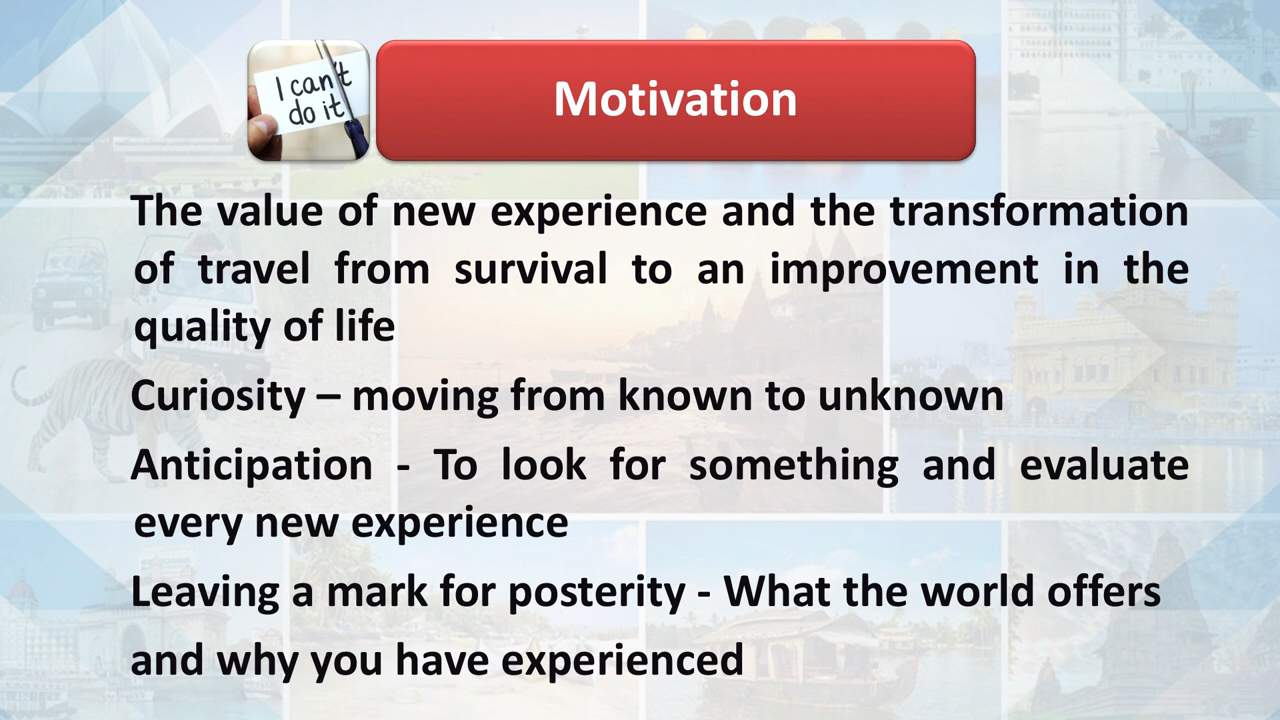 I can't
do it
Motivation
The value of new experience and the transformation
of travel from survival to an improvement in the
quality of life
Curiosity – moving from known to unknown
Anticipation - To look for something and evaluate
every new experience
Leaving a mark for posterity - What the world offers
and why you have experienced